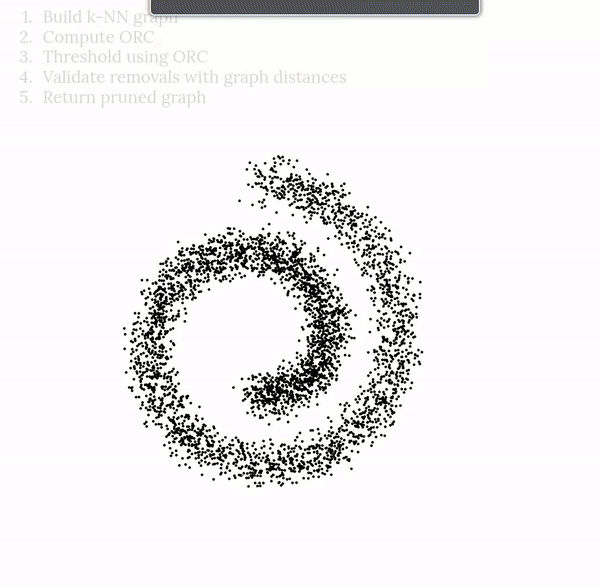 1. Build k-NN graph
2. Compute ORC
3. Threshold using ORC
4. Validate removals with graph distances
5. Return pruned graph